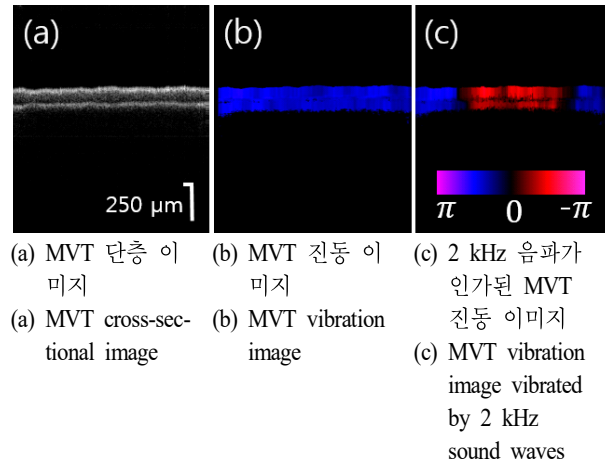 (a)
(b)
(c)
250 μm
π 0 -π
(a) MVT 단층 이
미지
(a) MVT cross-sec-
tional image
(b) MVT 진동 이
미지
(b) MVT vibration
image
(c) 2 kHz 음파가
인가된 MVT
진동 이미지
(c) MVT vibration
image vibrated
by 2 kHz
sound waves